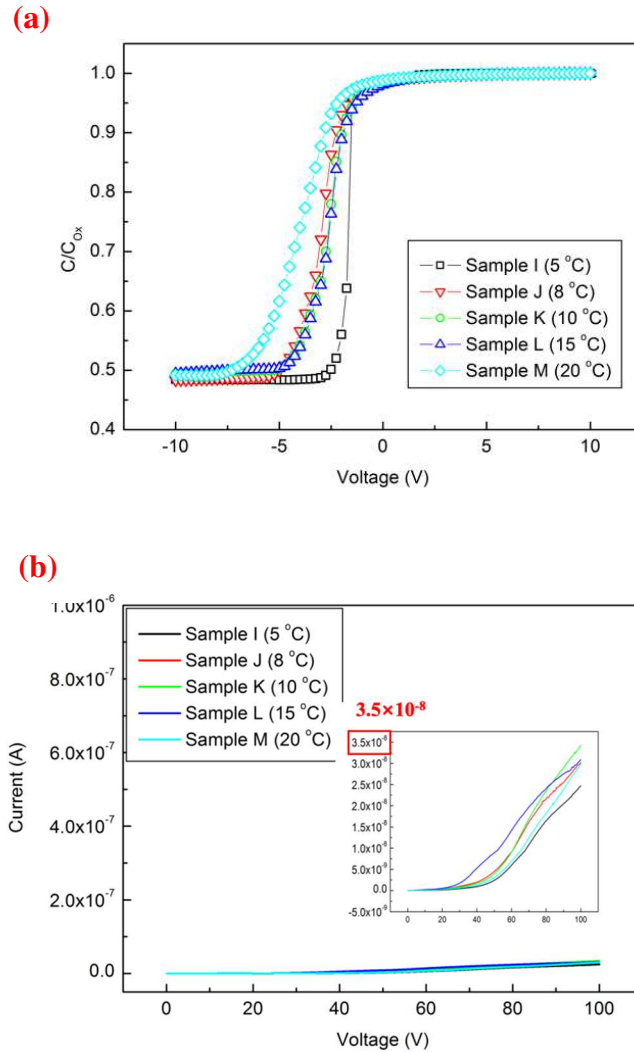 (a)
1.0
0.9
0.8
0.7
0.6
0.5
0.4
C/C_Ox
Sample I (5 °C)
Sample J (8 °C)
Sample K (10 °C)
Sample L (15 °C)
Sample M (20 °C)
-10 -5 0 5 10
Voltage (V)
(b)
1.0x10⁻⁶
8.0x10⁻⁷
6.0x10⁻⁷
4.0x10⁻⁷
2.0x10⁻⁷
0.0
Current (A)
Sample I (5 °C)
Sample J (8 °C)
Sample K (10 °C)
Sample L (15 °C)
Sample M (20 °C)
3.5×10⁻⁸
3.5x10⁻⁸
3.0x10⁻⁸
2.5x10⁻⁸
2.0x10⁻⁸
1.5x10⁻⁸
1.0x10⁻⁸
5.0x10⁻⁹
0.0
-5.0x10⁻⁹
0 20 40 60 80 100
0 20 40 60 80 100
Voltage (V)